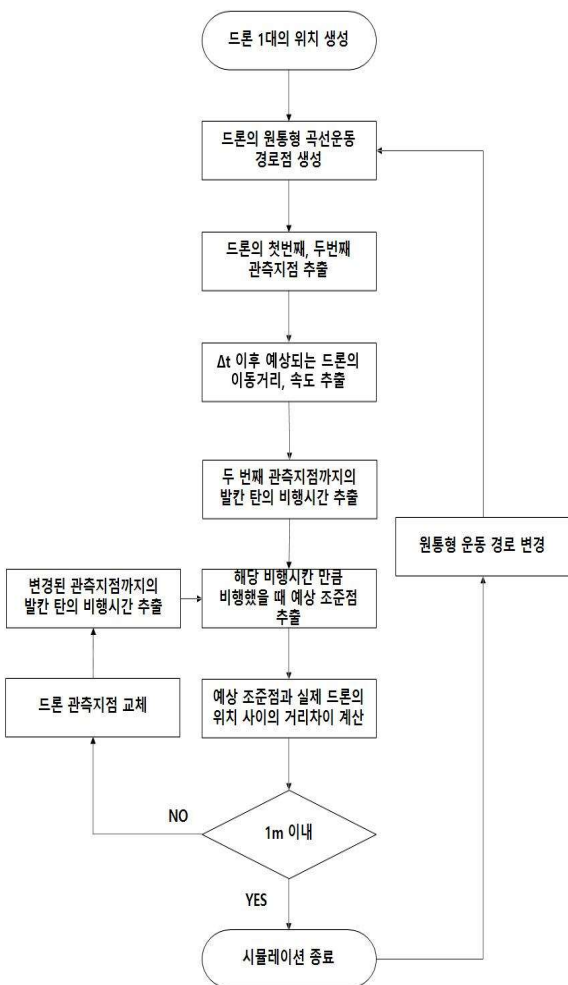 드론 1대의 위치 생성
드론의 원통형 곡선운동
경로점 생성
드론의 첫번째, 두번째
관측지점 추출
Δt 이후 예상되는 드론의
이동거리, 속도 추출
두 번째 관측지점까지의
발칸 탄의 비행시간 추출
원통형 운동 경로 변경
변경된 관측지점까지의
발칸 탄의 비행시간 추출
해당 비행시칸 만큼
비행했을 때 예상 조준점
추출
드론 관측지점 교체
예상 조준점과 실제 드론의
위치 사이의 거리차이 계산
NO
1m 이내
YES
시뮬레이션 종료